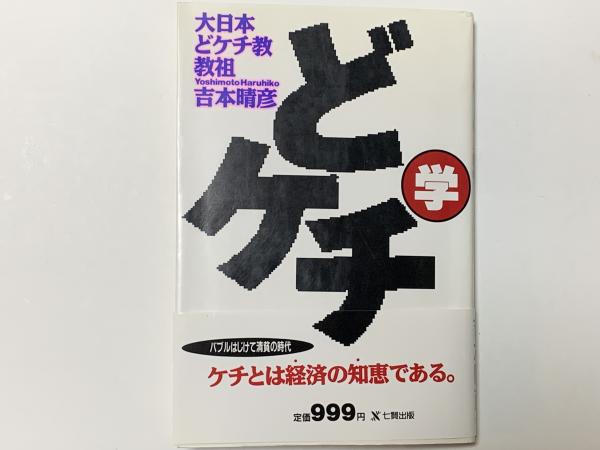 大日本
どケチ教
教祖
Yoshimoto Haruhiko
吉本晴彦
どケチ
学
バブルはじけて清貧の時代
ケチとは経済の知恵である。
定価999円 七賢出版